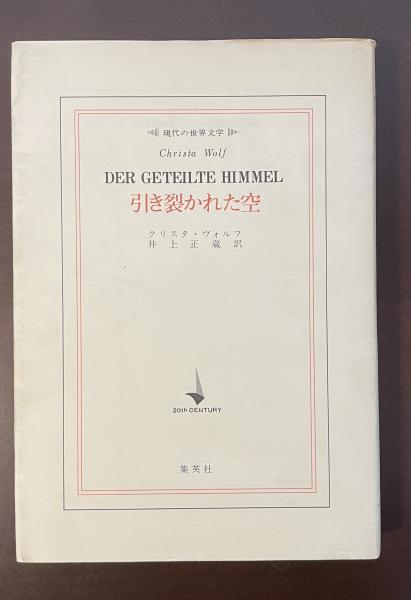 現代の世界文学
Christa Wolf
DER GETEILTE HIMMEL
引き裂かれた空
クリスタ・ヴォルフ
井上正蔵訳
20th CENTURY
集英社